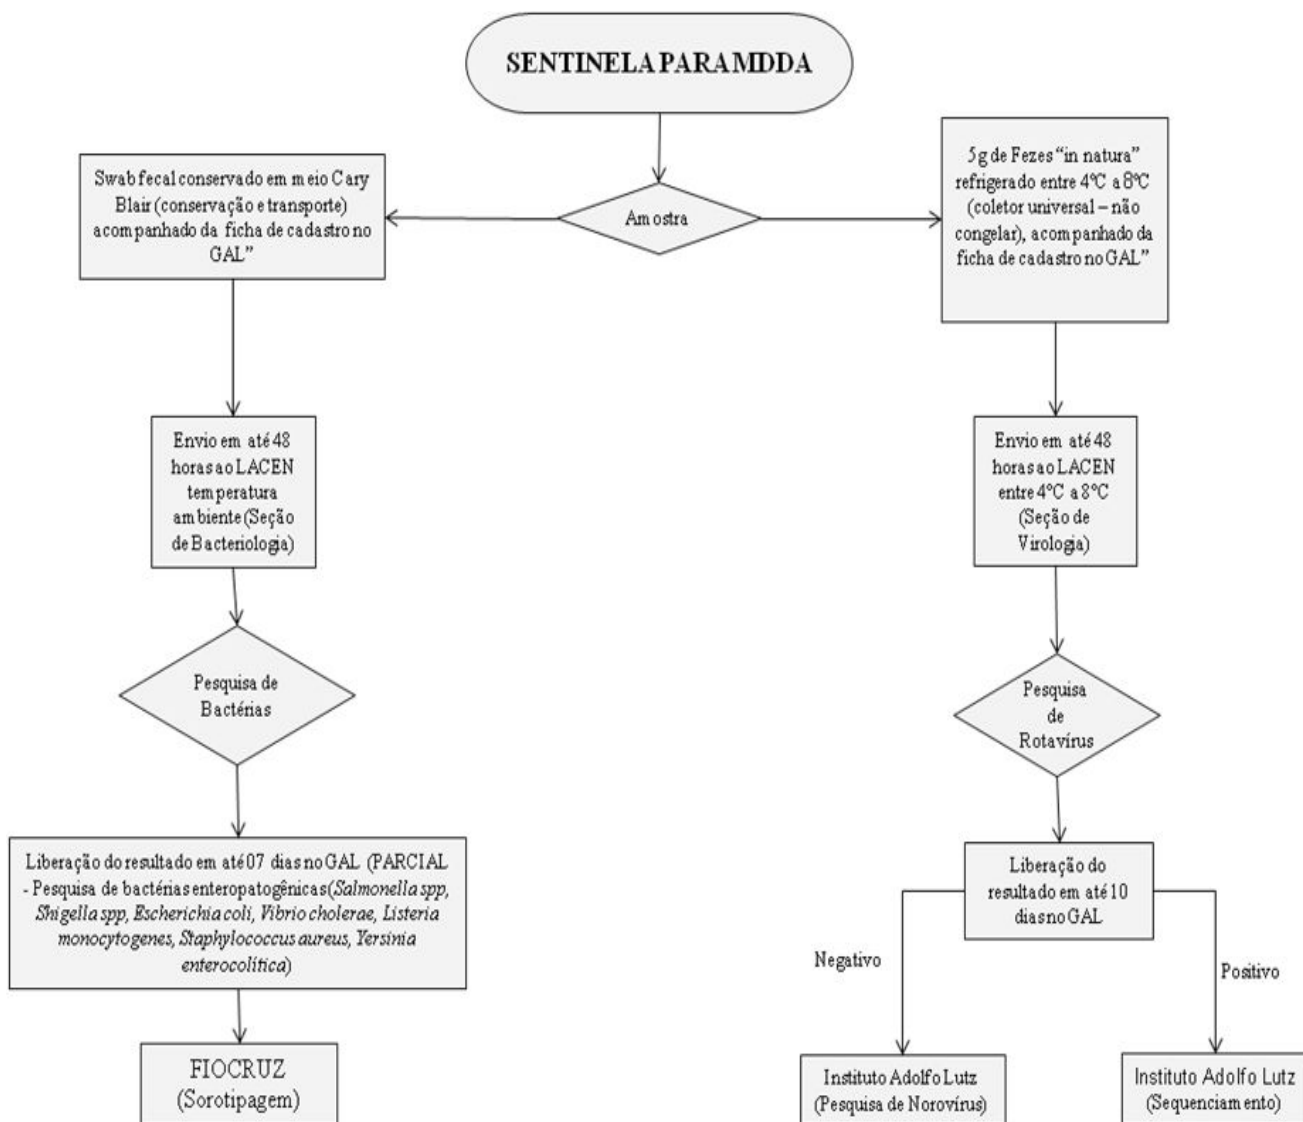 SENTINELA PARA MDDA
Amostra
Swab fecal conservado em meio Cary
Blair (conservação e transporte)
acompanhado da ficha de cadastro no
GAL”
Envio em até 48
horas ao LACEN
temperatura
ambiente (Seção
de Bacteriologia)
Pesquisa de
Bactérias
Liberação do resultado em até 07 dias no GAL (PARCIAL
- Pesquisa de bactérias enteropatogênicas(Salmonella spp,
Shigella spp, Escherichia coli, Vibrio cholerae, Listeria
monocytogenes, Staphylococcus aureus, Yersinia
enterocolítica)
FIOCRUZ
(Sorotipagem)
5g de Fezes “in natura”
refrigerado entre 4ºC a 8ºC
(coletor universal – não
congelar), acompanhado da
ficha de cadastro no GAL”
Envio em até 48
horas ao LACEN
entre 4ºC a 8ºC
(Seção de
Virologia)
Pesquisa
de
Rotavírus
Liberação do
resultado em até 10
dias no GAL
Negativo
Positivo
Instituto Adolfo Lutz
(Pesquisa de Norovírus)
Instituto Adolfo Lutz
(Sequenciamento)